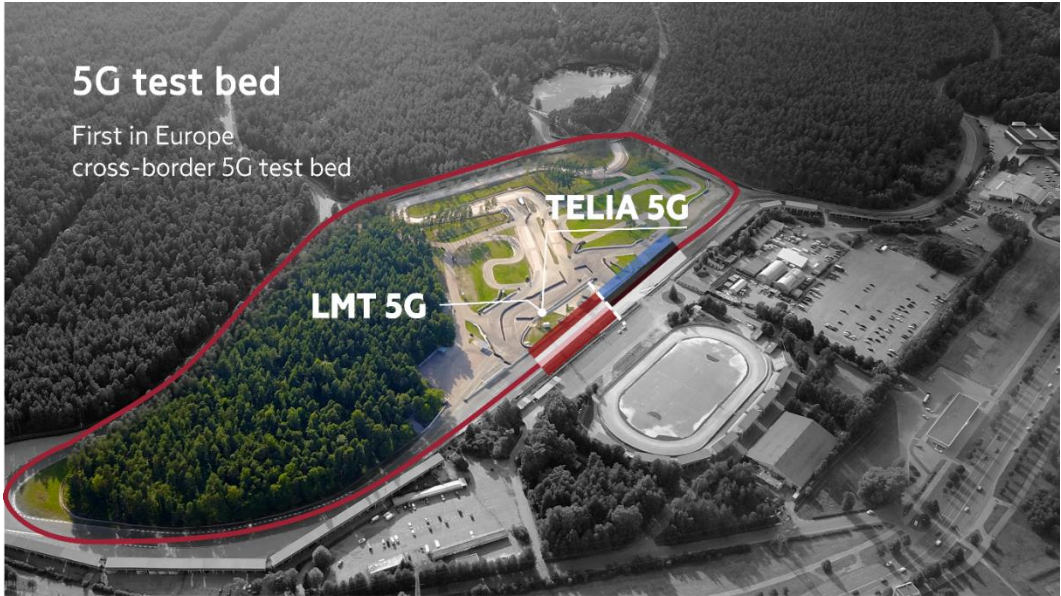 5G test bed
First in Europe
cross-border 5G test bed
TELIA 5G
LMT 5G